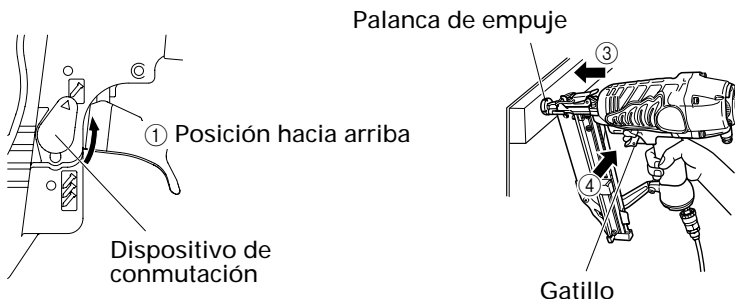 Palanca de empuje
③
① Posición hacia arriba
④
Dispositivo de
conmutación
Gatillo